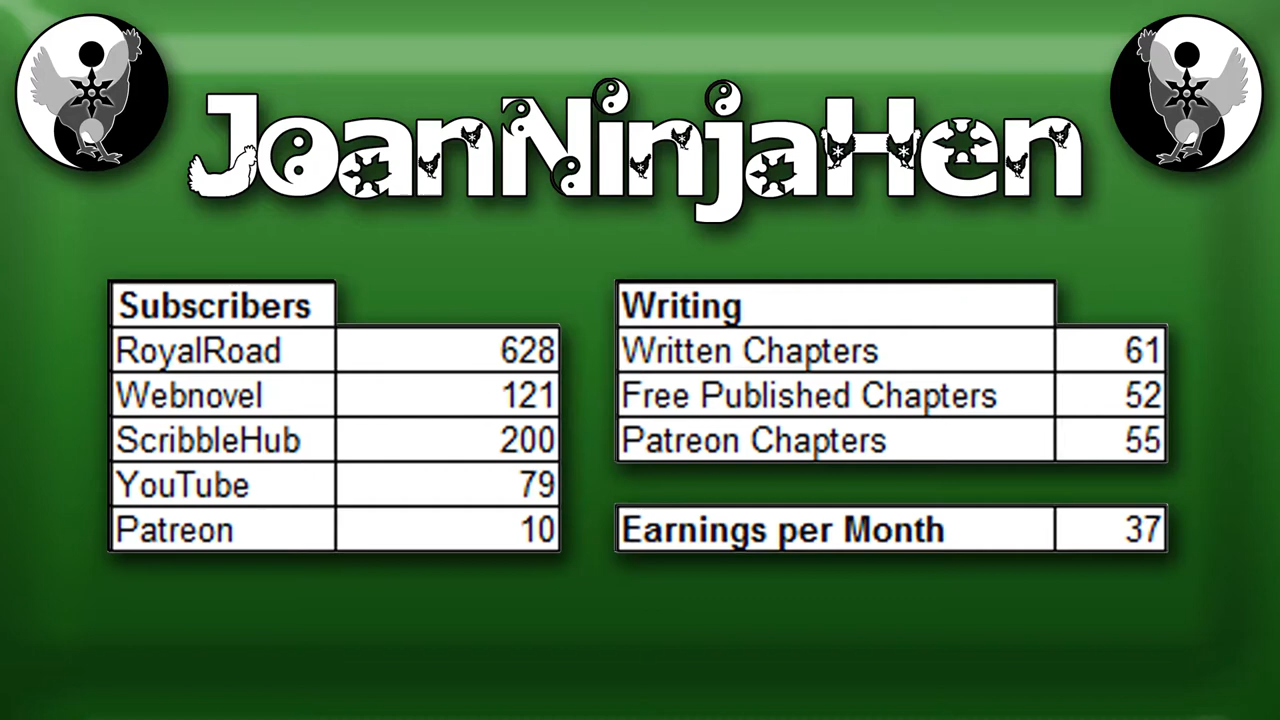 JoanNinjaHen
Subscribers
RoyalRoad 628
Webnovel 121
ScribbleHub 200
YouTube 79
Patreon 10
Writing
Written Chapters 61
Free Published Chapters 52
Patreon Chapters 55
Earnings per Month 37